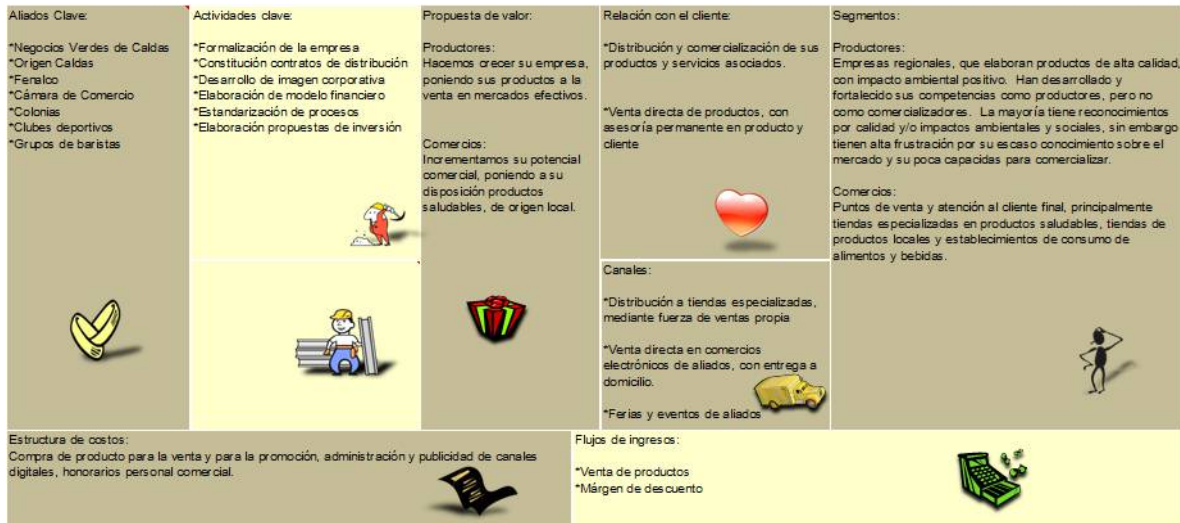 Aliados Clave:
*Negocios Verdes de Caldas
*Origen Caldas
*Fenalco
*Cámara de Comercio
*Colonias
*Clubes deportivos
*Grupos de baristas
Actividades clave:
*Formalización de la empresa
*Constitución contratos de distribución
*Desarrollo de imagen corporativa
*Elaboración de modelo financiero
*Estandarización de procesos
*Elaboración propuestas de inversión
Propuesta de valor:
Productores:
Hacemos crecer su empresa,
poniendo sus productos a la
venta en mercados efectivos.
Comercios:
Incrementamos su potencial
comercial, poniendo a su
disposición productos
saludables, de origen local.
Relación con el cliente:
*Distribución y comercialización de sus
productos y servicios asociados.
*Venta directa de productos, con
asesoría permanente en producto y
cliente
Canales:
*Distribución a tiendas especializadas,
mediante fuerza de ventas propia
*Venta directa en comercios
electrónicos de aliados, con entrega a
domicilio.
*Ferias y eventos de aliados
Segmentos:
Productores:
Empresas regionales, que elaboran productos de alta calidad,
con impacto ambiental positivo. Han desarrollado y
fortalecido sus competencias como productores, pero no
como comercializadores. La mayoría tiene reconocimientos
por calidad y/o impactos ambientales y sociales, sin embargo
tienen alta frustración por su escaso conocimiento sobre el
mercado y su poca capacidas para comercializar.
Comercios:
Puntos de venta y atención al cliente final, principalmente
tiendas especializadas en productos saludables, tiendas de
productos locales y establecimientos de consumo de
alimentos y bebidas.
Estructura de costos:
Compra de producto para la venta y para la promoción, administración y publicidad de canales
digitales, honorarios personal comercial.
Flujos de ingresos:
*Venta de productos
*Márgen de descuento